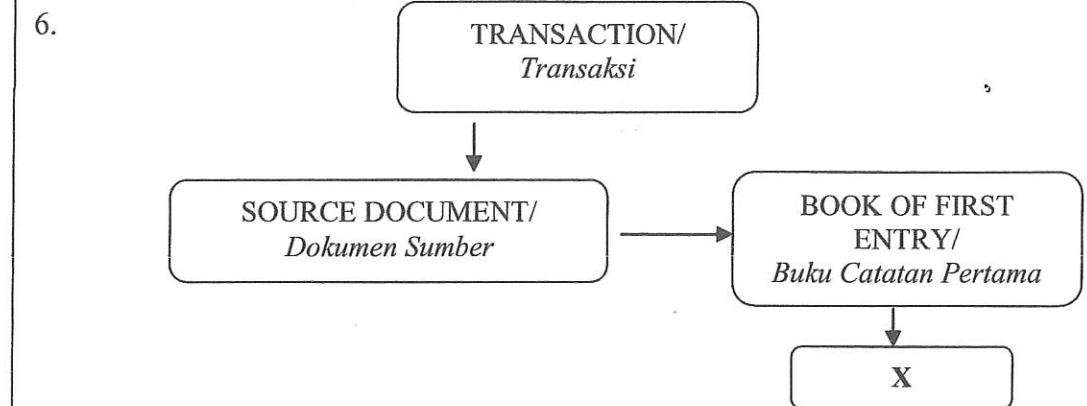 6.
TRANSACTION/
Transaksi
SOURCE DOCUMENT/
Dokumen Sumber
BOOK OF FIRST
ENTRY/
Buku Catatan Pertama
X